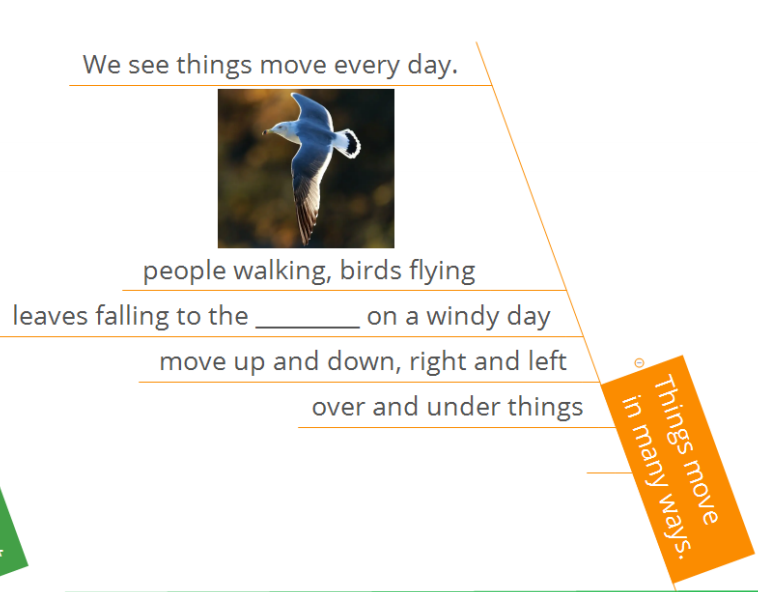 We see things move every day.
people walking, birds flying
leaves falling to the _________ on a windy day
move up and down, right and left
over and under things
Things move
in many ways.